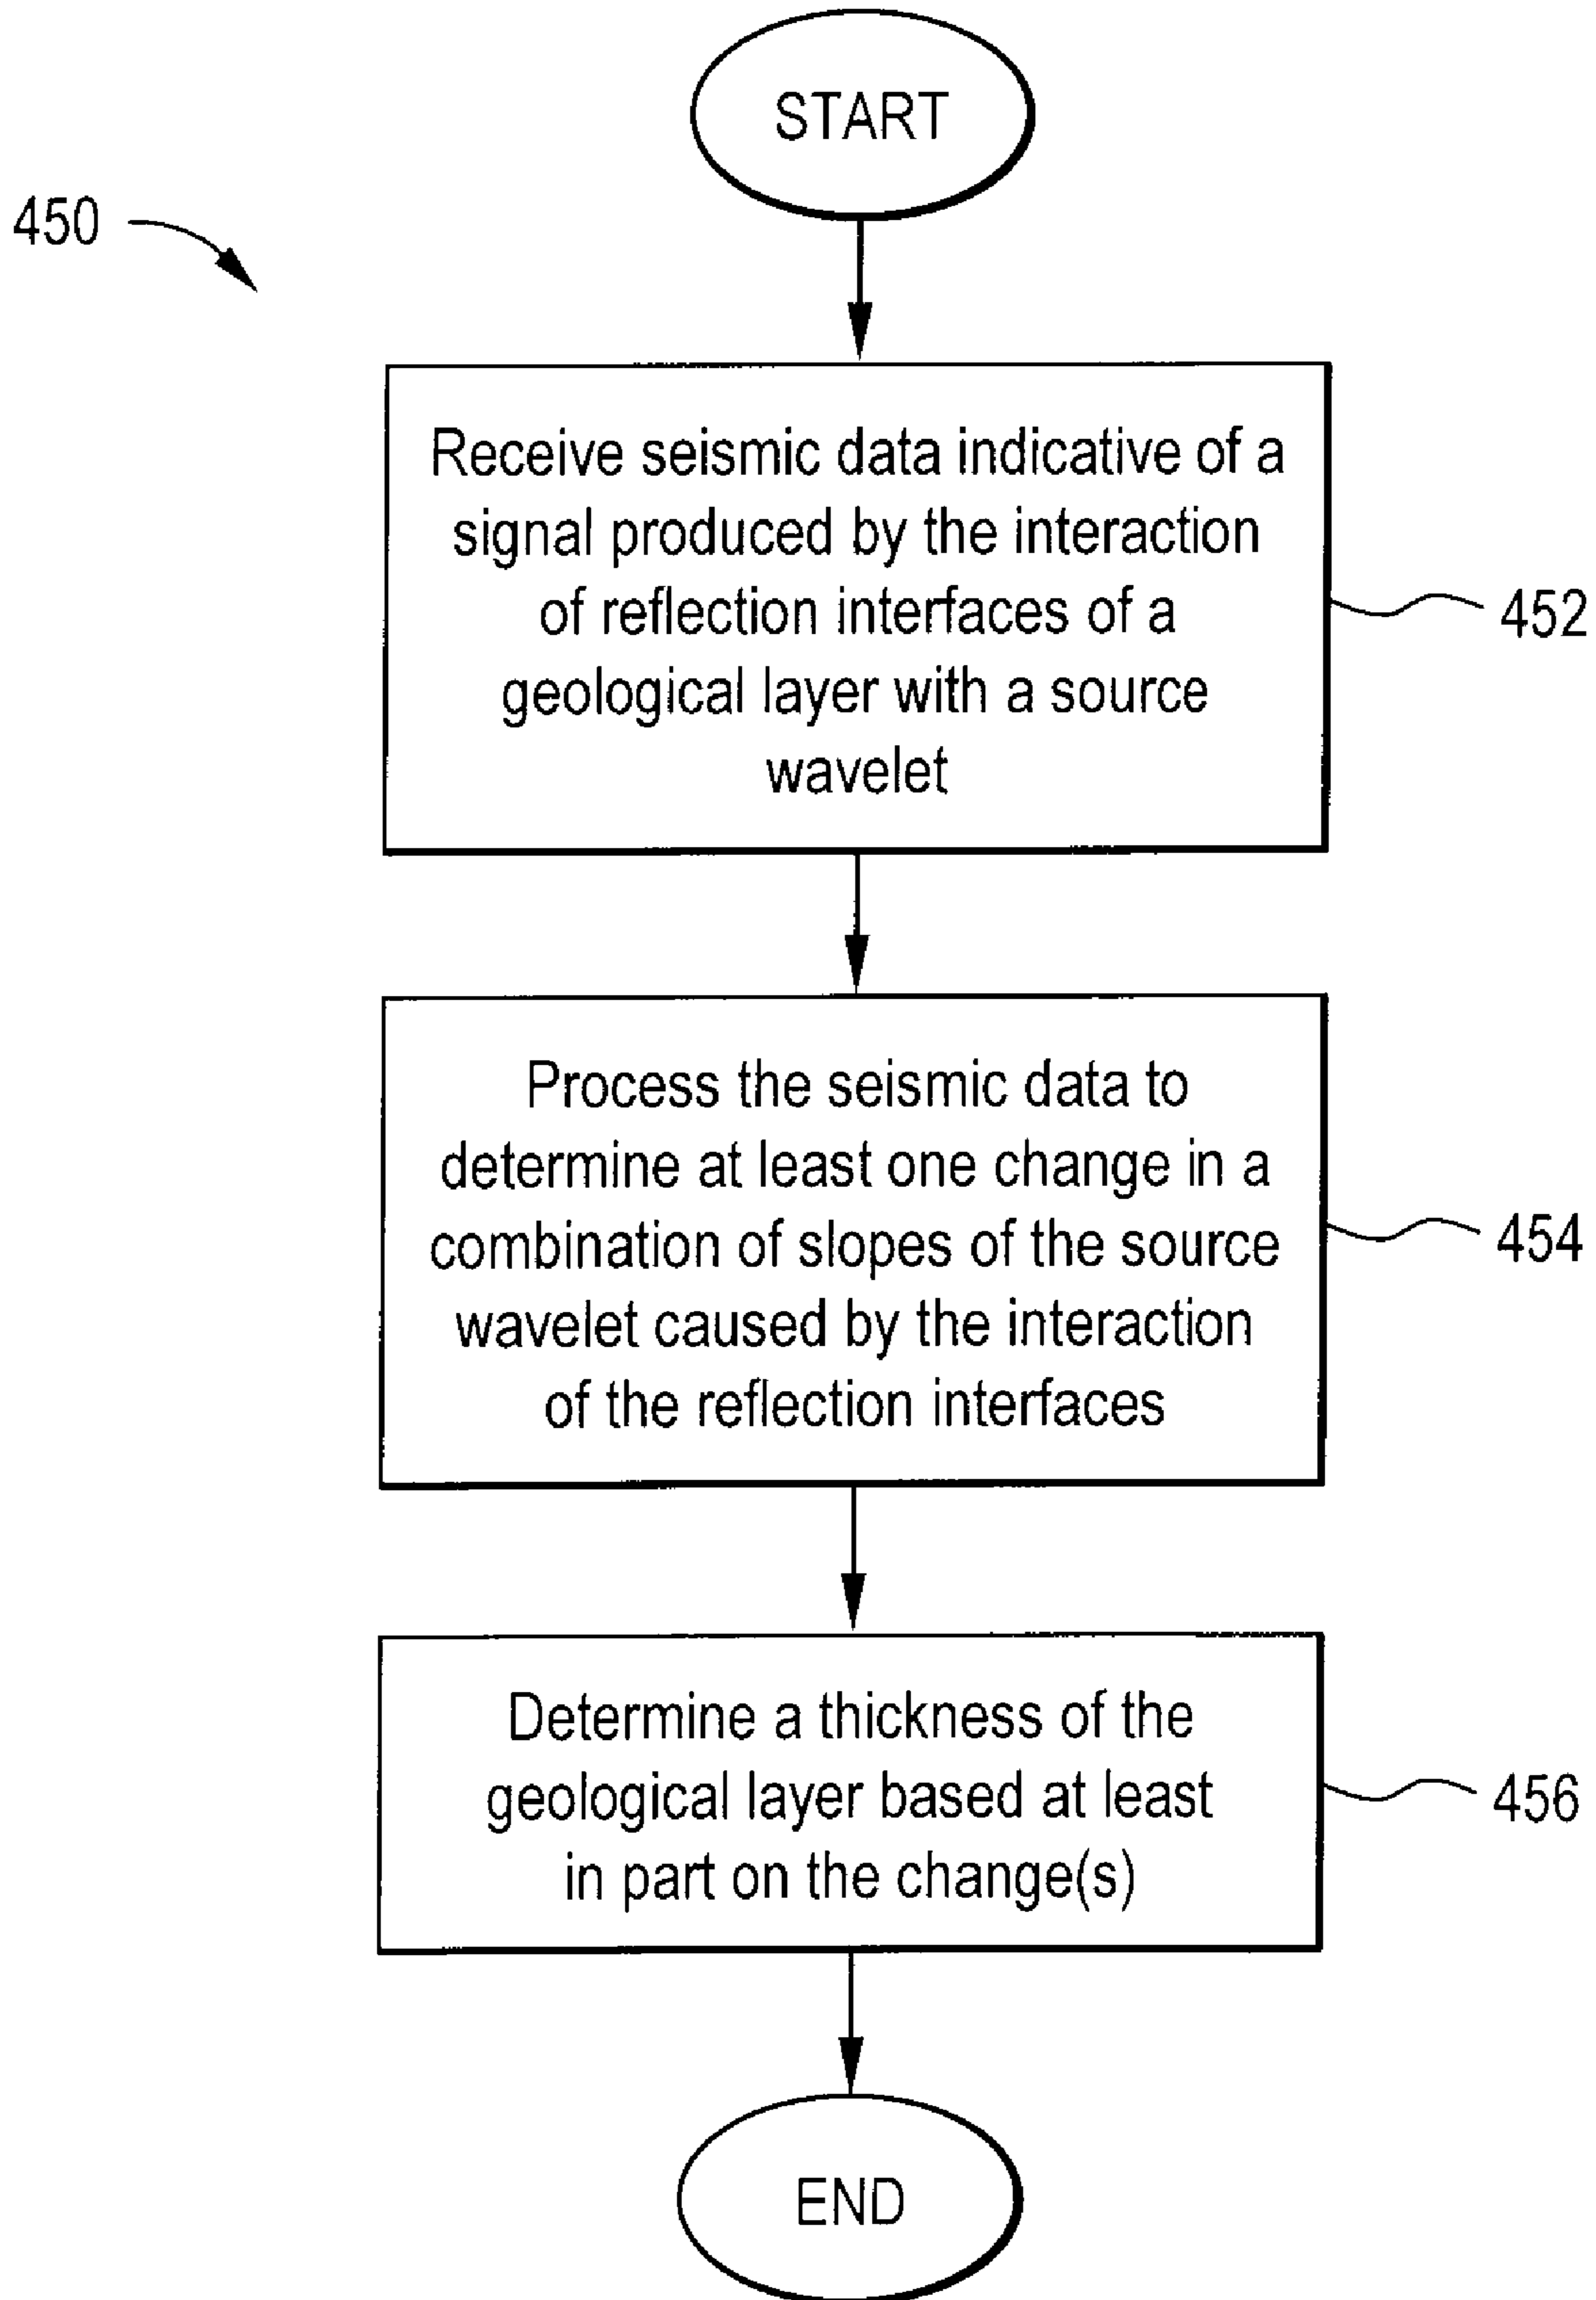 START
450
Receive seismic data indicative of a
signal produced by the interaction
of reflection interfaces of a
geological layer with a source
wavelet
452
Process the seismic data to
determine at least one change in a
combination of slopes of the source
wavelet caused by the interaction
of the reflection interfaces
454
Determine a thickness of the
geological layer based at least
in part on the change(s)
456
END